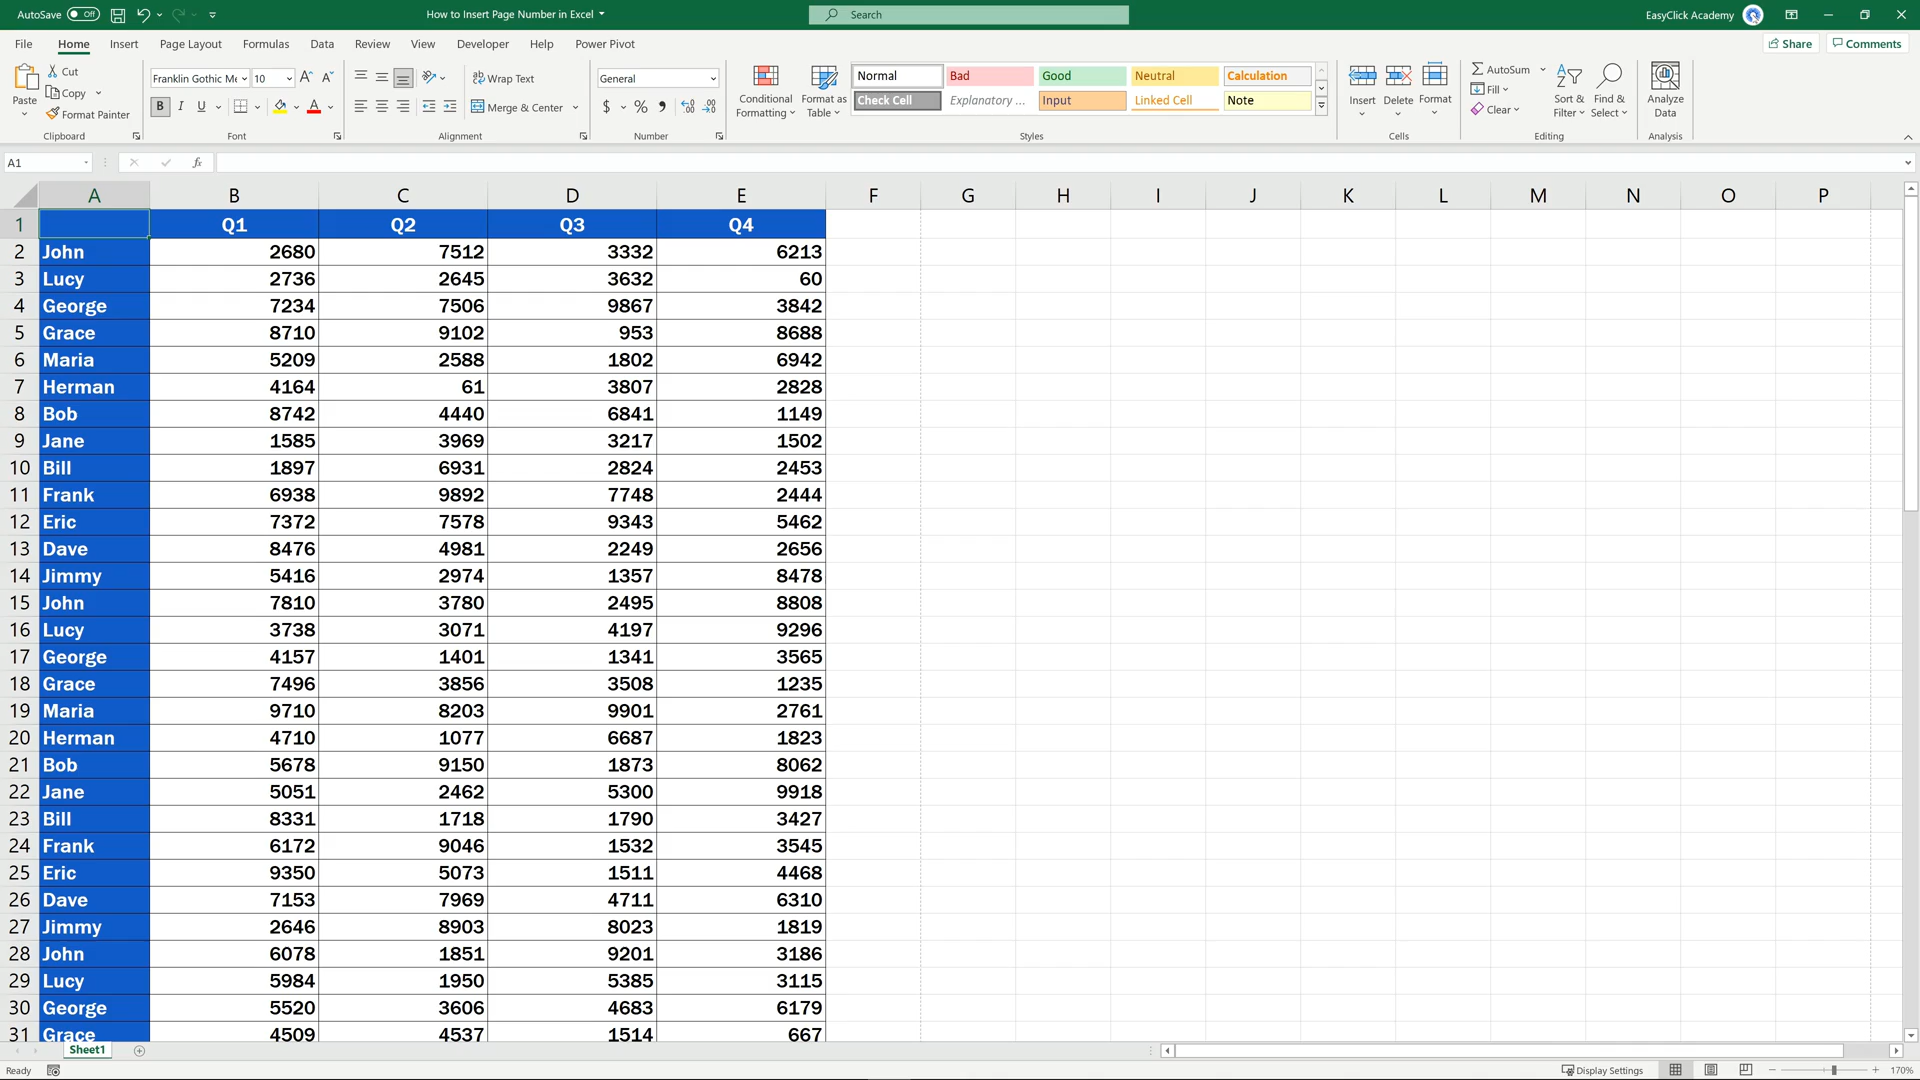 AutoSave Off How to Insert Page Number in Excel Search EasyClick Academy
File Home Insert Page Layout Formulas Data Review View Developer Help Power Pivot Share Comments
Paste Cut Copy Format Painter Clipboard
Franklin Gothic Me 10 B I U A Font
Wrap Text Merge & Center Alignment
General $ % Number
Conditional Formatting Format as Table Normal Bad Good Neutral Calculation
Check Cell Explanatory ... Input Linked Cell Note Styles
Insert Delete Format Cells
AutoSum Fill Clear Sort & Filter Find & Select Editing
Analyze Data Analysis
A1 fx
A B C D E F G H I J K L M N O P
1 Q1 Q2 Q3 Q4
2 John 2680 7512 3332 6213
3 Lucy 2736 2645 3632 60
4 George 7234 7506 9867 3842
5 Grace 8710 9102 953 8688
6 Maria 5209 2588 1802 6942
7 Herman 4164 61 3807 2828
8 Bob 8742 4440 6841 1149
9 Jane 1585 3969 3217 1502
10 Bill 1897 6931 2824 2453
11 Frank 6938 9892 7748 2444
12 Eric 7372 7578 9343 5462
13 Dave 8476 4981 2249 2656
14 Jimmy 5416 2974 1357 8478
15 John 7810 3780 2495 8808
16 Lucy 3738 3071 4197 9296
17 George 4157 1401 1341 3565
18 Grace 7496 3856 3508 1235
19 Maria 9710 8203 9901 2761
20 Herman 4710 1077 6687 1823
21 Bob 5678 9150 1873 8062
22 Jane 5051 2462 5300 9918
23 Bill 8331 1718 1790 3427
24 Frank 6172 9046 1532 3545
25 Eric 9350 5073 1511 4468
26 Dave 7153 7969 4711 6310
27 Jimmy 2646 8903 8023 1819
28 John 6078 1851 9201 3186
29 Lucy 5984 1950 5385 3115
30 George 5520 3606 4683 6179
31 Grace 4509 4537 1514 667
Sheet1
Ready Display Settings 170%